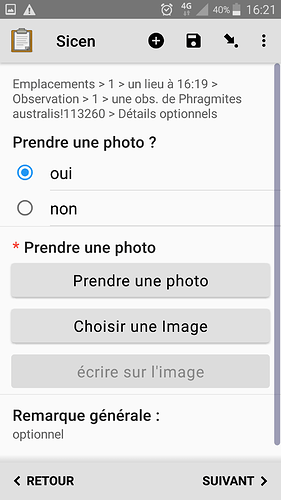 4G
40%
16:21
Sicen
Emplacements > 1 > un lieu à 16:19 >
Observation > 1 > une obs. de Phragmites
australis!113260 > Détails optionnels
Prendre une photo ?
oui
non
* Prendre une photo
Prendre une photo
Choisir une Image
écrire sur l'image
Remarque générale :
optionnel
< RETOUR
SUIVANT >